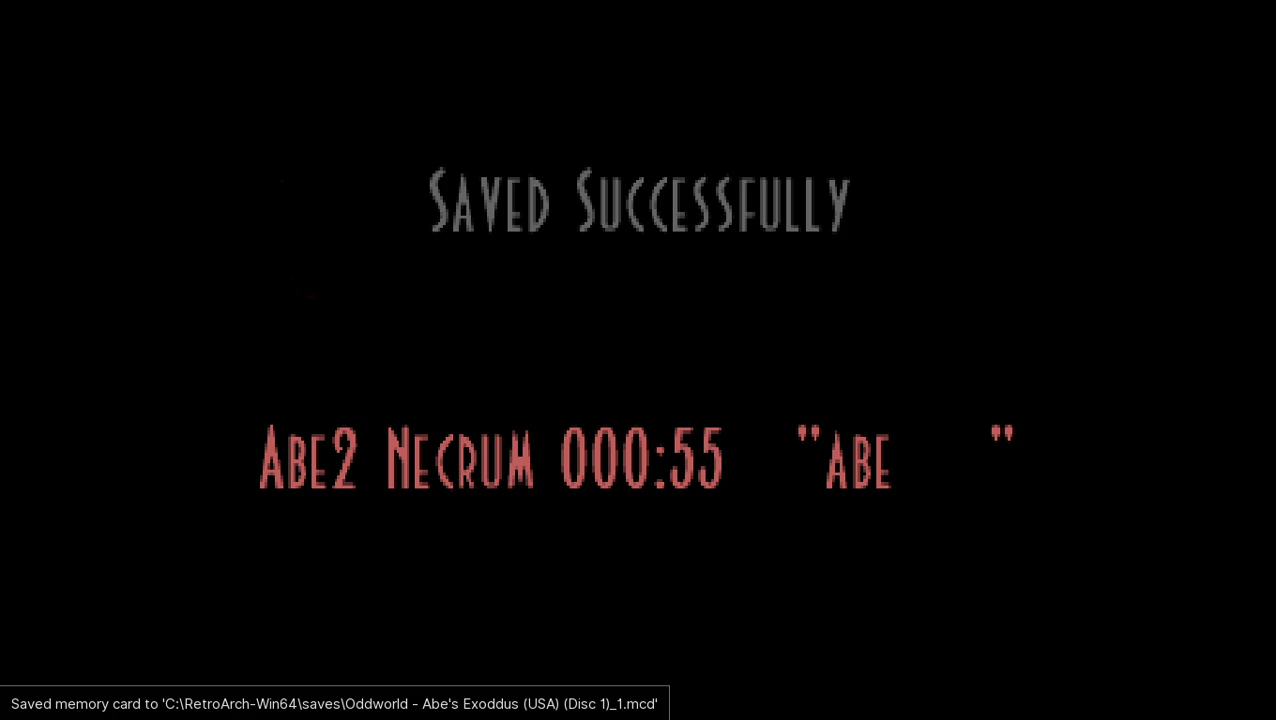 Saved Successfully
Abe2 Necrum 000:55 "Abe "
Saved memory card to 'C:\RetroArch-Win64\saves\Oddworld - Abe's Exoddus (USA) (Disc 1)_1.mcd'